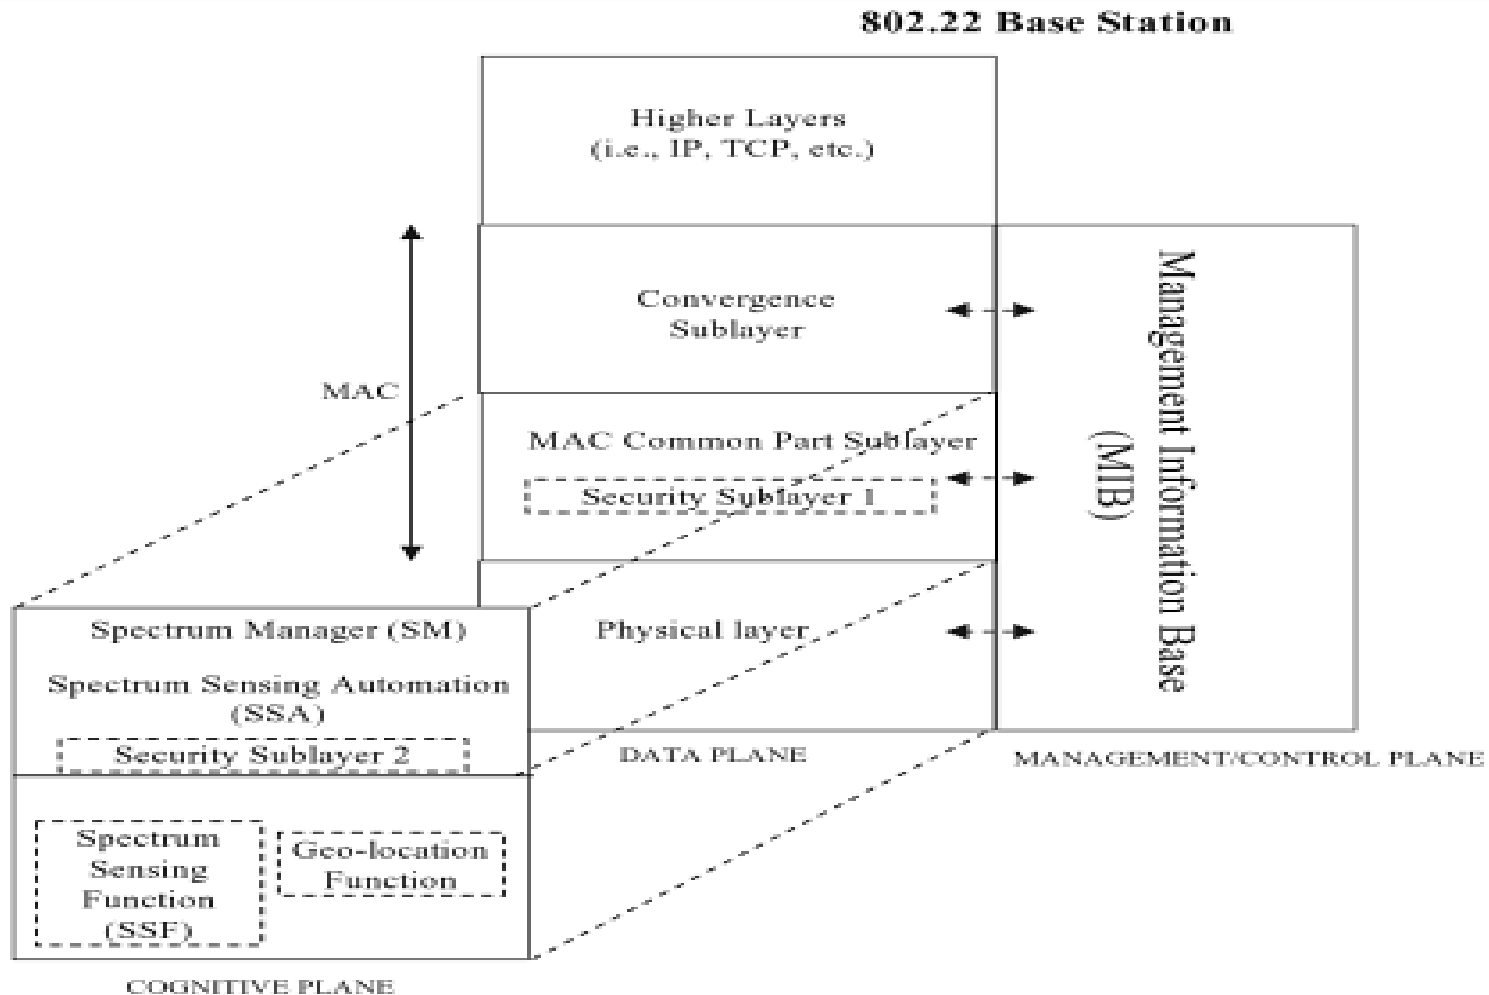 802.22 Base Station
Higher Layers
(i.e., IP, TCP, etc.)
Convergence
Sublayer
MAC
MAC Common Part Sublayer
Security Sublayer 1
Management Information Base
(MIB)
Spectrum Manager (SM)
Physical layer
Spectrum Sensing Automation
(SSA)
Security Sublayer 2
DATA PLANE
MANAGEMENT/CONTROL PLANE
Spectrum
Sensing
Function
(SSF)
Geo-location
Function
COGNITIVE PLANE